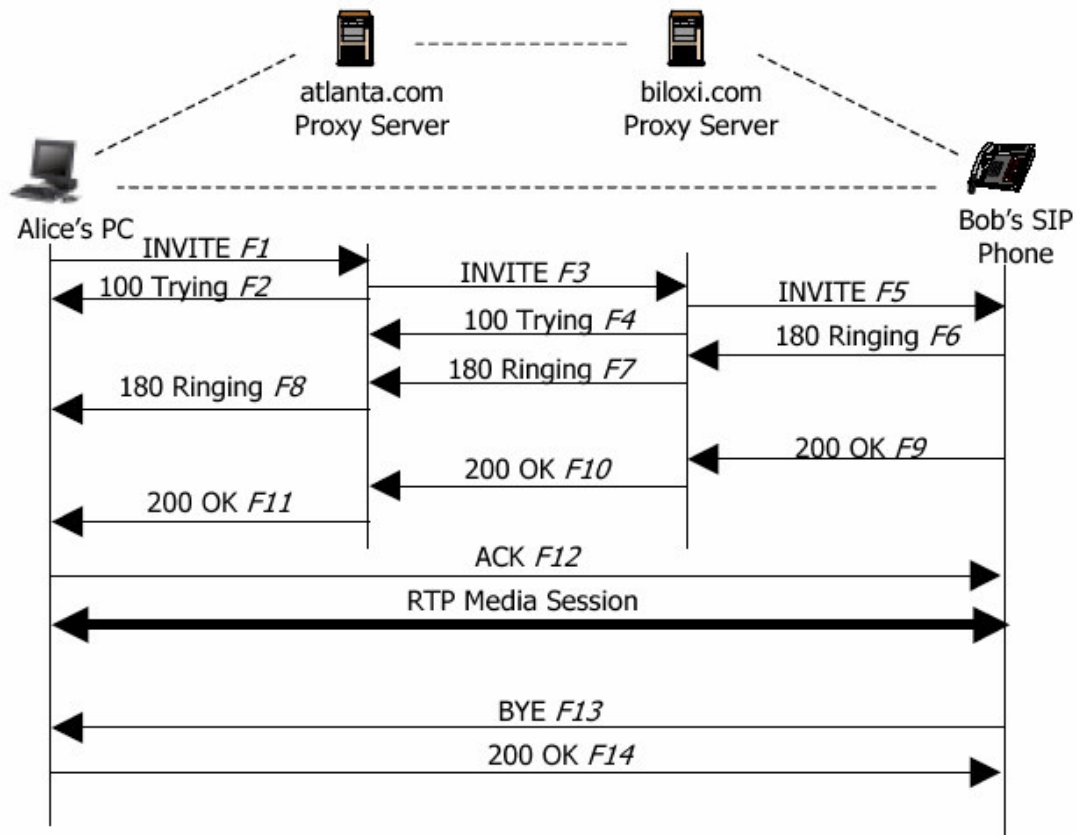 atlanta.com
Proxy Server
biloxi.com
Proxy Server
Alice's PC
Bob's SIP
Phone
INVITE F1
100 Trying F2
INVITE F3
INVITE F5
100 Trying F4
180 Ringing F6
180 Ringing F7
180 Ringing F8
200 OK F9
200 OK F10
200 OK F11
ACK F12
RTP Media Session
BYE F13
200 OK F14